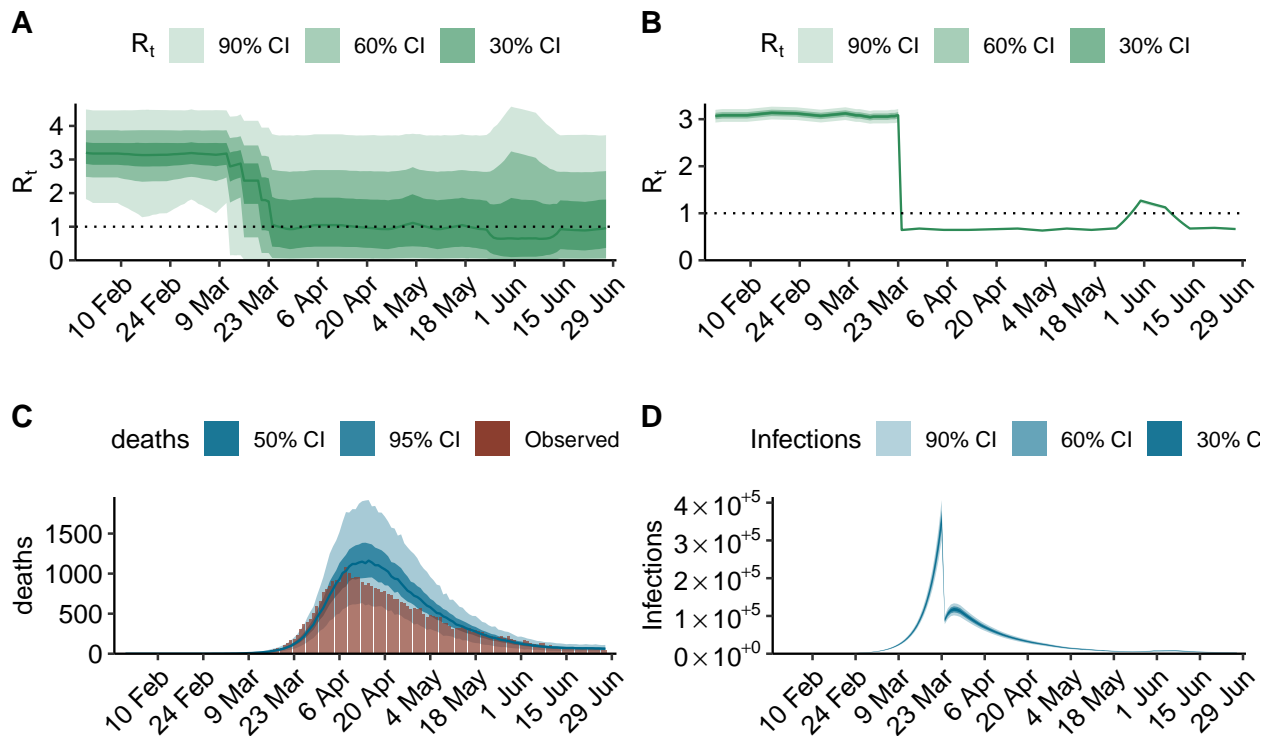 A
R_t 90% CI 60% CI 30% CI
4
3
2
1
0
R_t
10 Feb
24 Feb
9 Mar
23 Mar
6 Apr
20 Apr
4 May
18 May
1 Jun
15 Jun
29 Jun
B
R_t 90% CI 60% CI 30% CI
3
2
1
0
R_t
10 Feb
24 Feb
9 Mar
23 Mar
6 Apr
20 Apr
4 May
18 May
1 Jun
15 Jun
29 Jun
C
deaths 50% CI 95% CI Observed
1500
1000
500
0
deaths
10 Feb
24 Feb
9 Mar
23 Mar
6 Apr
20 Apr
4 May
18 May
1 Jun
15 Jun
29 Jun
D
Infections 90% CI 60% CI 30% C
4×10^+5
3×10^+5
2×10^+5
1×10^+5
0×10^+0
Infections
10 Feb
24 Feb
9 Mar
23 Mar
6 Apr
20 Apr
4 May
18 May
1 Jun
15 Jun
29 Jun